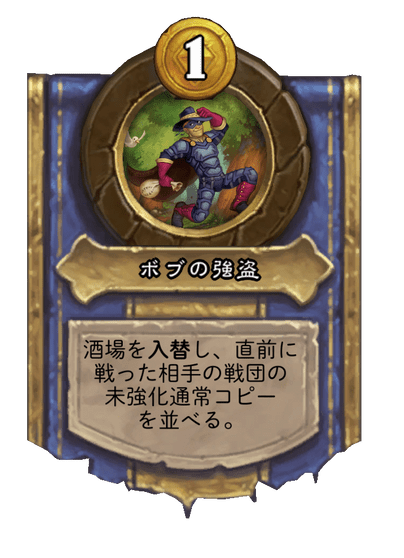 1
ボブの強盗
酒場を入替し、直前に
戦った相手の戦団の
未強化通常コピー
を並べる。